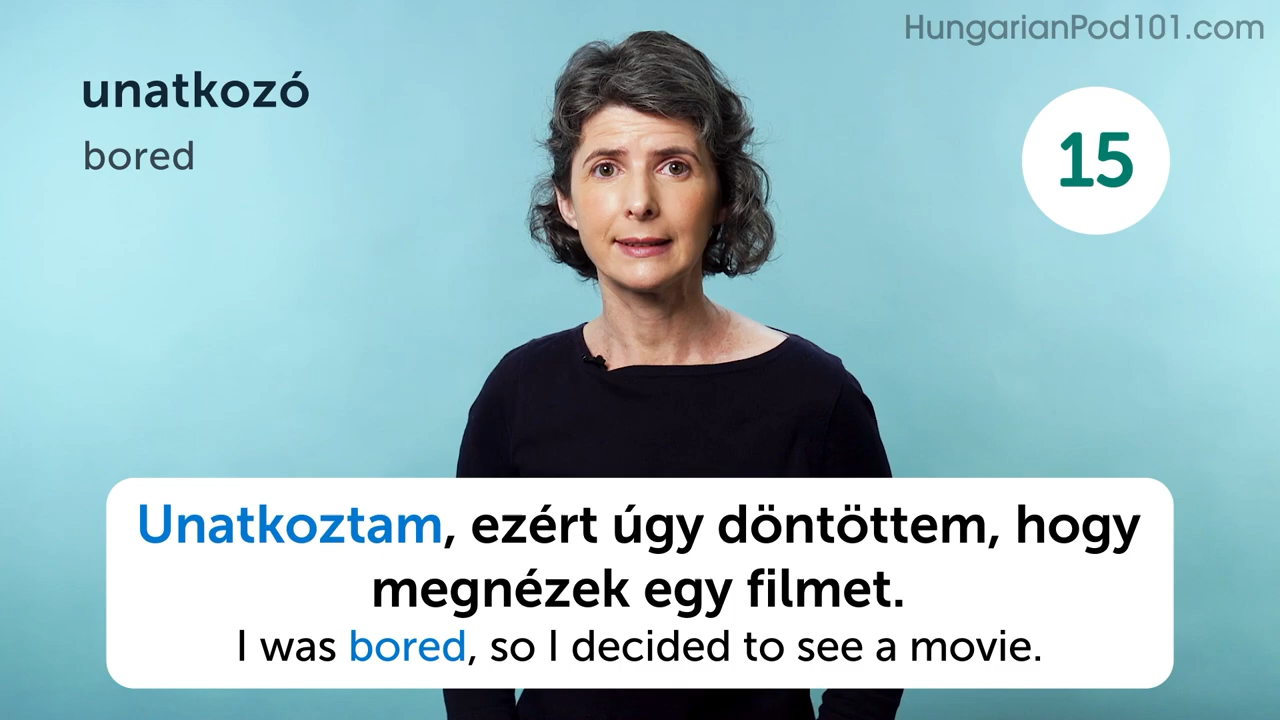 HungarianPod101.com
unatkozó
bored
15
Unatkoztam, ezért úgy döntöttem, hogy
megnézek egy filmet.
I was bored, so I decided to see a movie.